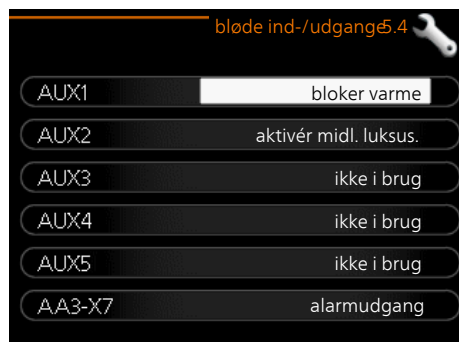 bløde ind-/udgange5.4
AUX1 bloker varme
AUX2 aktivér midl. luksus.
AUX3 ikke i brug
AUX4 ikke i brug
AUX5 ikke i brug
AA3-X7 alarmudgang